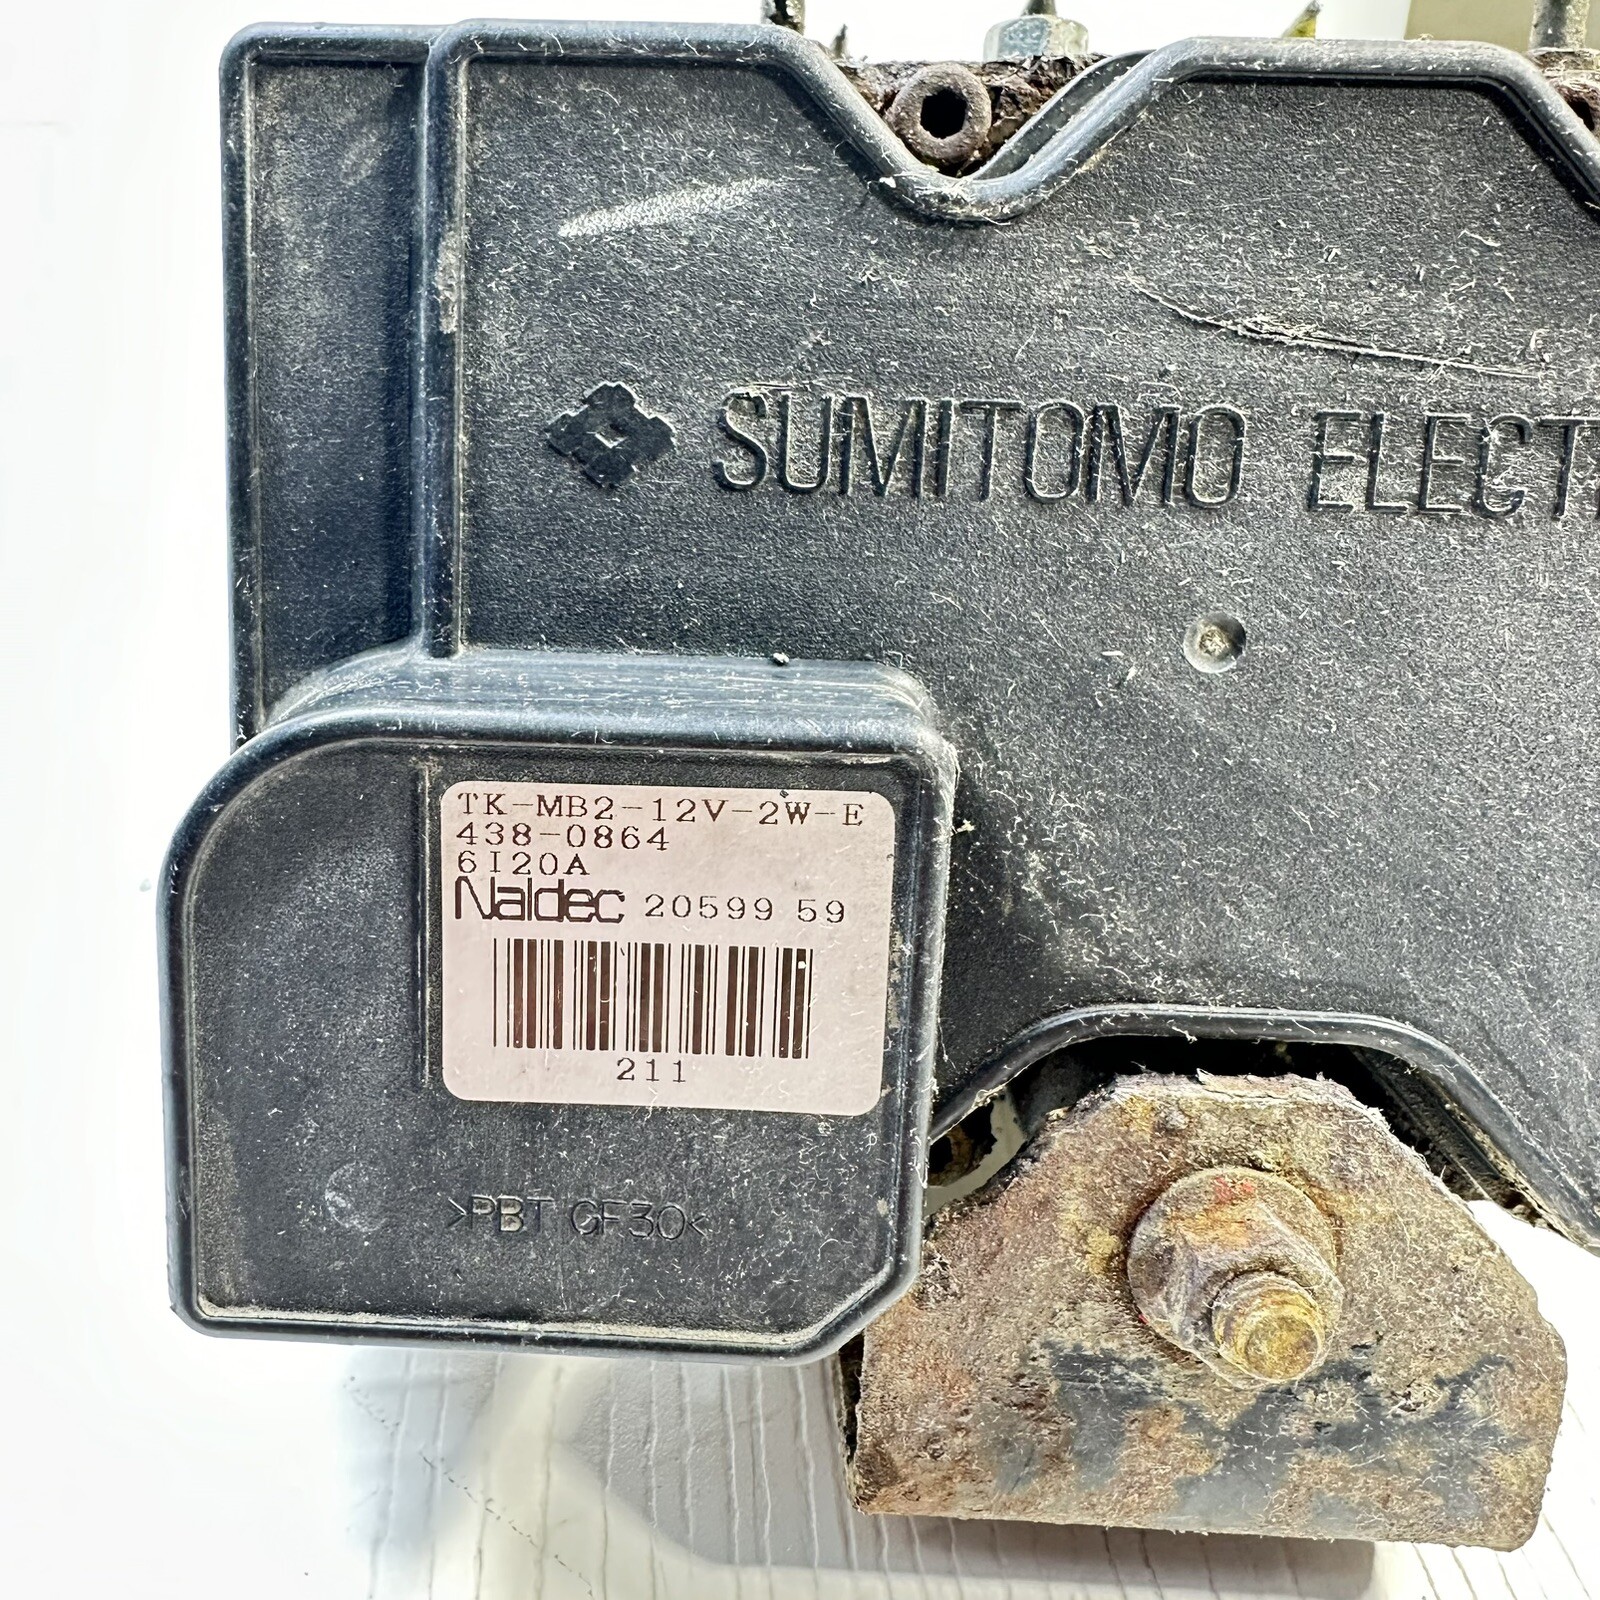 SUMITOMO ELECT
TK-MB2-12V-2W-E
438-0864
6I20A
Naldec 20599 59
211
>PBT GF30<